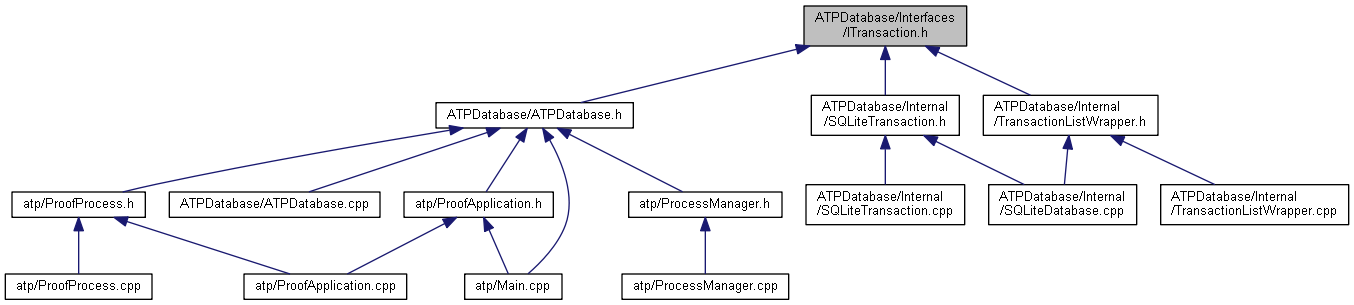 ATPDatabase/Interfaces
/ITransaction.h
ATPDatabase/ATPDatabase.h
ATPDatabase/Internal
/SQLiteTransaction.h
ATPDatabase/Internal
/TransactionListWrapper.h
atp/ProofProcess.h
ATPDatabase/ATPDatabase.cpp
atp/ProofApplication.h
atp/ProcessManager.h
ATPDatabase/Internal
/SQLiteTransaction.cpp
ATPDatabase/Internal
/SQLiteDatabase.cpp
ATPDatabase/Internal
/TransactionListWrapper.cpp
atp/ProofProcess.cpp
atp/ProofApplication.cpp
atp/Main.cpp
atp/ProcessManager.cpp